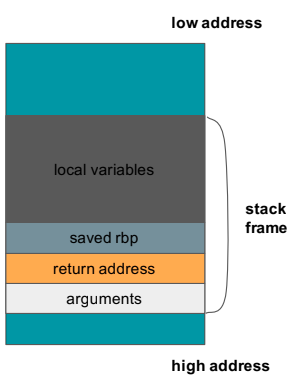 low address
local variables
saved rbp
return address
arguments
stack
frame
high address